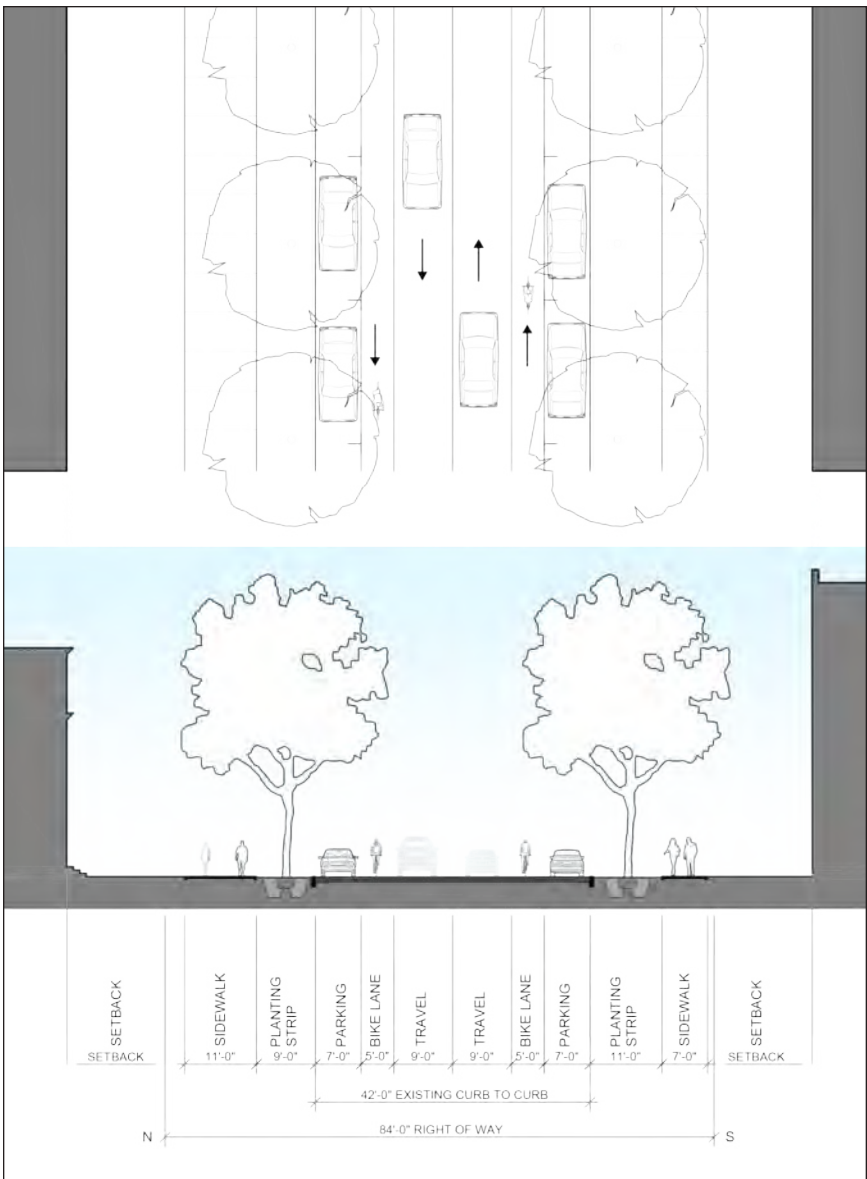 SETBACK
SIDEWALK
PLANTING
STRIP
PARKING
BIKE LANE
TRAVEL
TRAVEL
BIKE LANE
PARKING
PLANTING
STRIP
SIDEWALK
SETBACK
SETBACK 11'-0" 9'-0" 7'-0" 5'-0" 9'-0" 9'-0" 5'-0" 7'-0" 11'-0" 7'-0" SETBACK
42'-0" EXISTING CURB TO CURB
N 84'-0" RIGHT OF WAY S